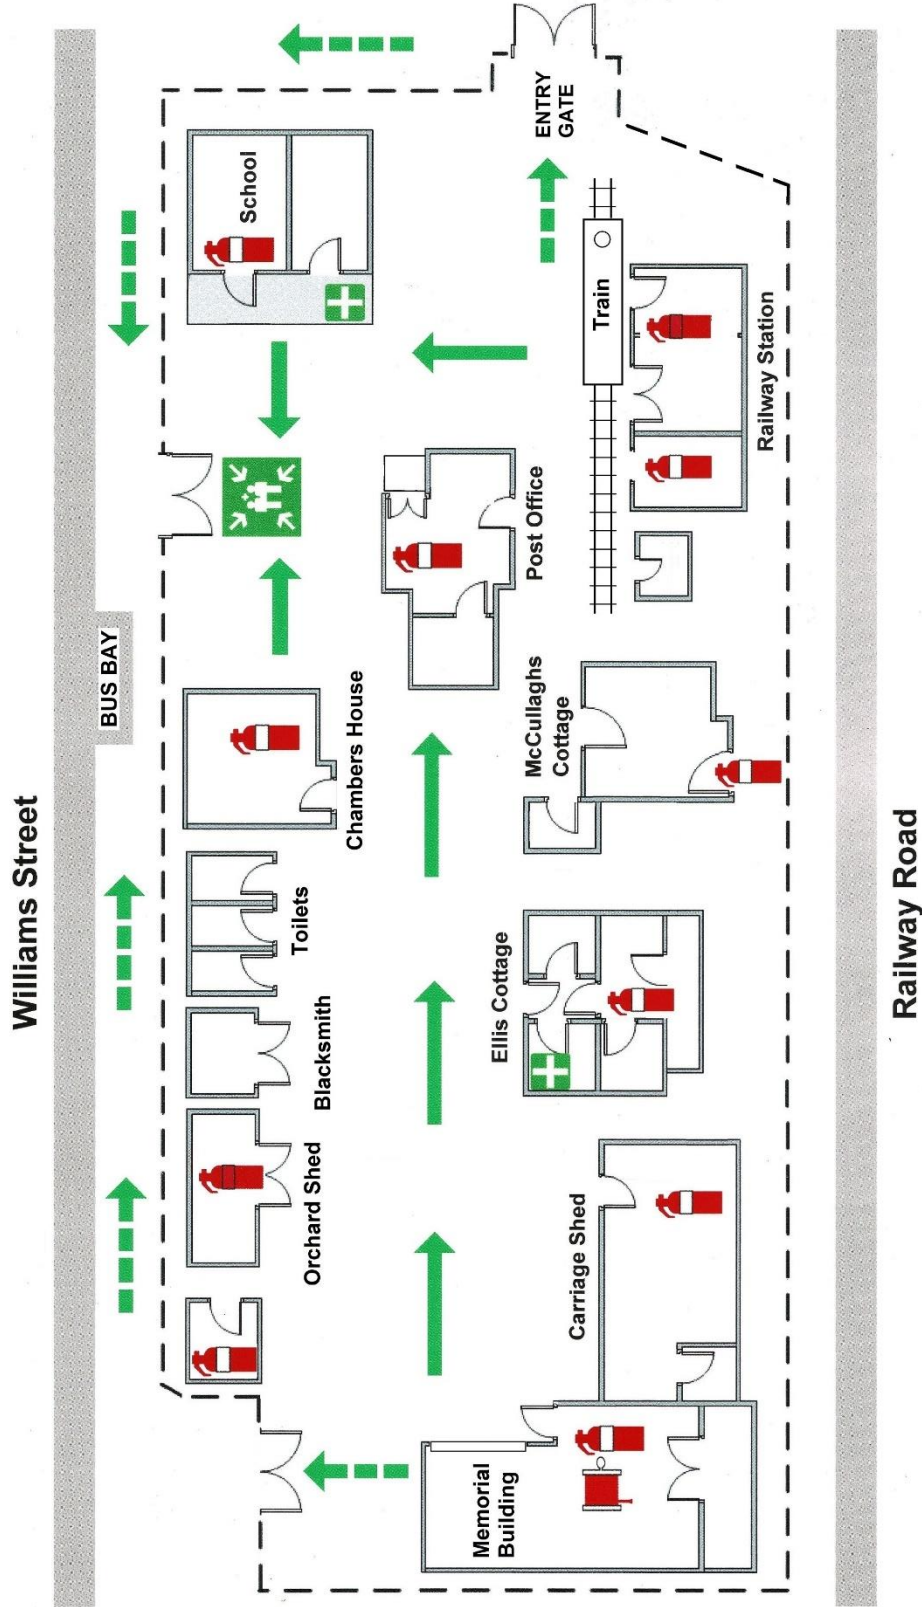 Williams Street
BUS BAY
School
ENTRY
GATE
Train
Railway Station
Post Office
Chambers House
McCullaghs
Cottage
Toilets
Ellis Cottage
Blacksmith
Orchard Shed
Carriage Shed
Memorial
Building
Railway Road